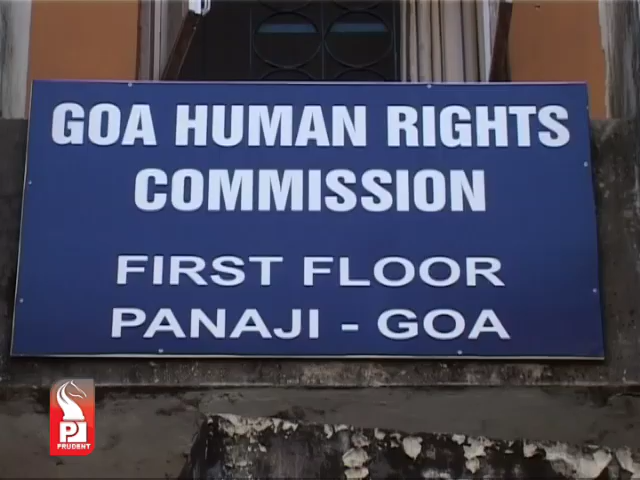 GOA HUMAN RIGHTS
COMMISSION
FIRST FLOOR
PANAJI - GOA
P
PRUDENT